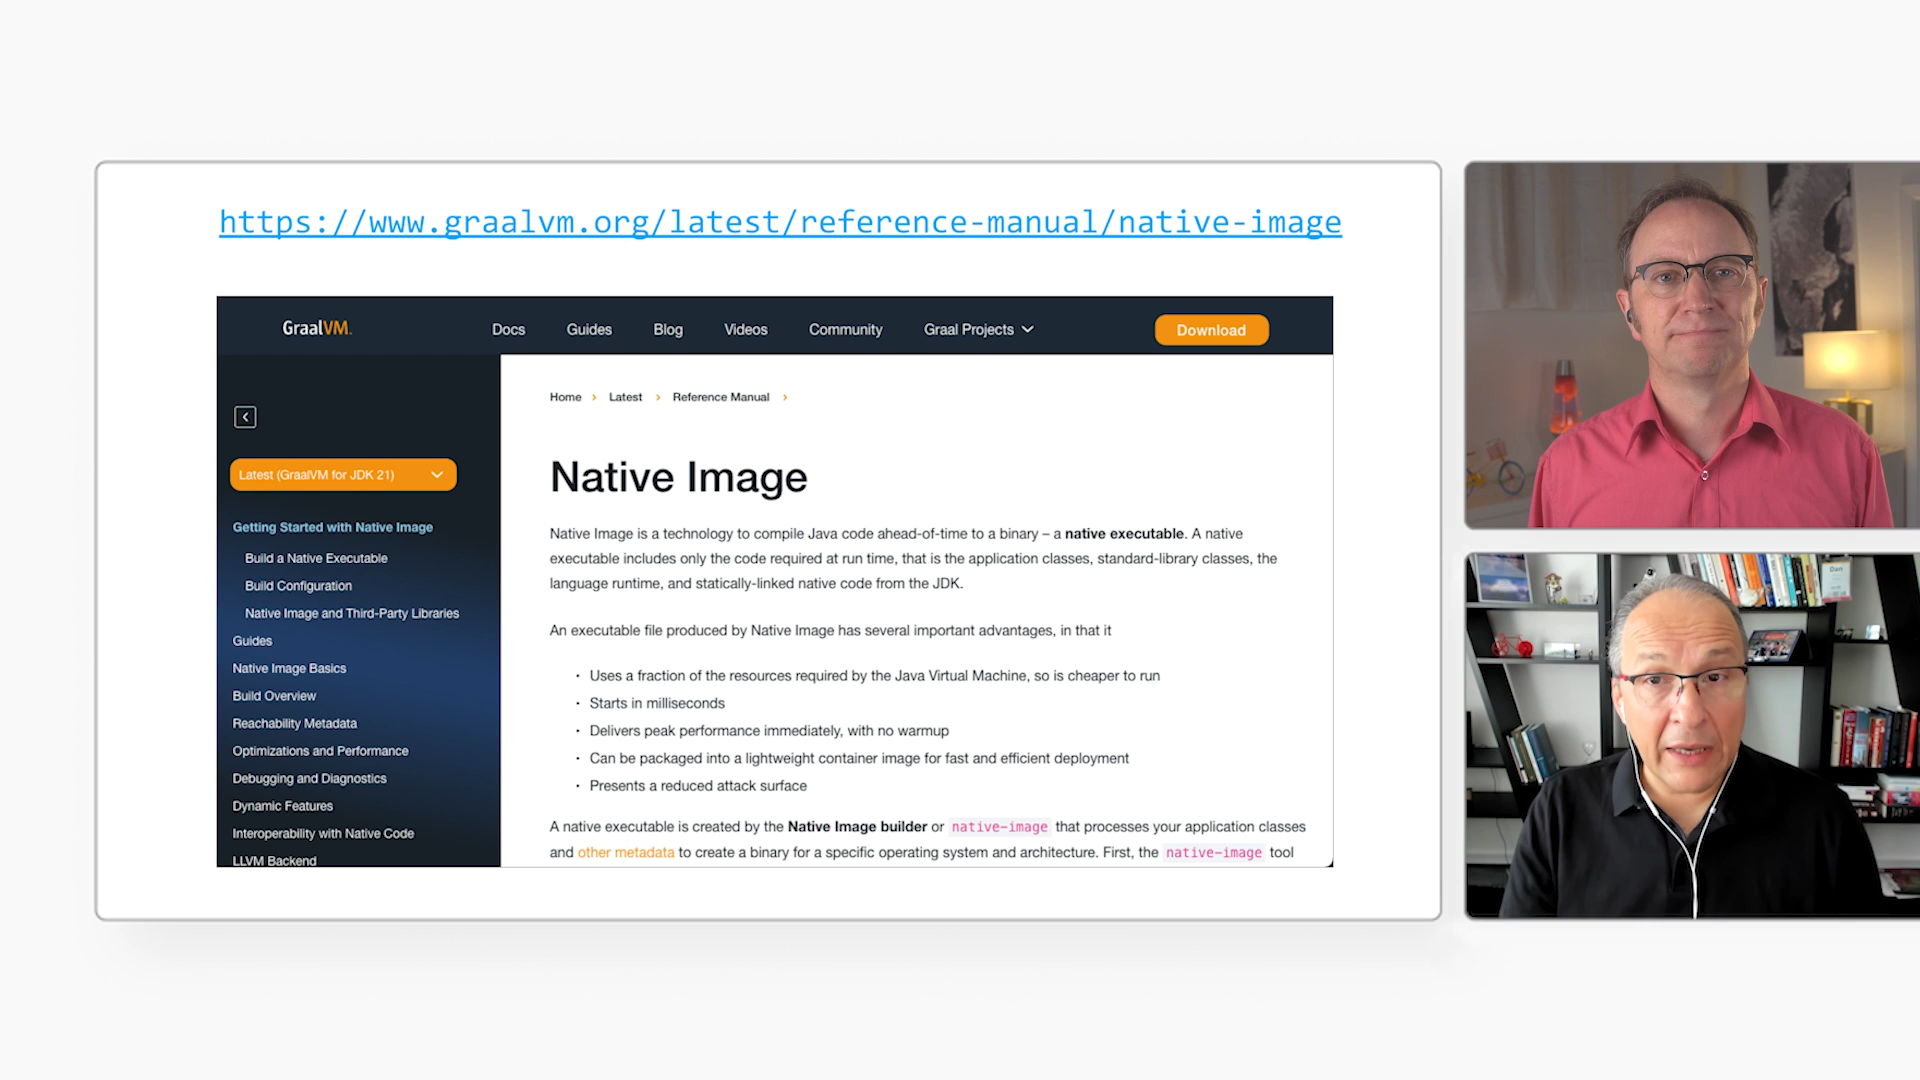 https://www.graalvm.org/latest/reference-manual/native-image
GraalVM.
Docs Guides Blog Videos Community Graal Projects Download
Latest (GraalVM for JDK 21)
Getting Started with Native Image
Build a Native Executable
Build Configuration
Native Image and Third-Party Libraries
Guides
Native Image Basics
Build Overview
Reachability Metadata
Optimizations and Performance
Debugging and Diagnostics
Dynamic Features
Interoperability with Native Code
LLVM Backend
Home › Latest › Reference Manual ›
Native Image
Native Image is a technology to compile Java code ahead-of-time to a binary – a native executable. A native
executable includes only the code required at run time, that is the application classes, standard-library classes, the
language runtime, and statically-linked native code from the JDK.
An executable file produced by Native Image has several important advantages, in that it
· Uses a fraction of the resources required by the Java Virtual Machine, so is cheaper to run
· Starts in milliseconds
· Delivers peak performance immediately, with no warmup
· Can be packaged into a lightweight container image for fast and efficient deployment
· Presents a reduced attack surface
A native executable is created by the Native Image builder or native-image that processes your application classes
and other metadata to create a binary for a specific operating system and architecture. First, the native-image tool